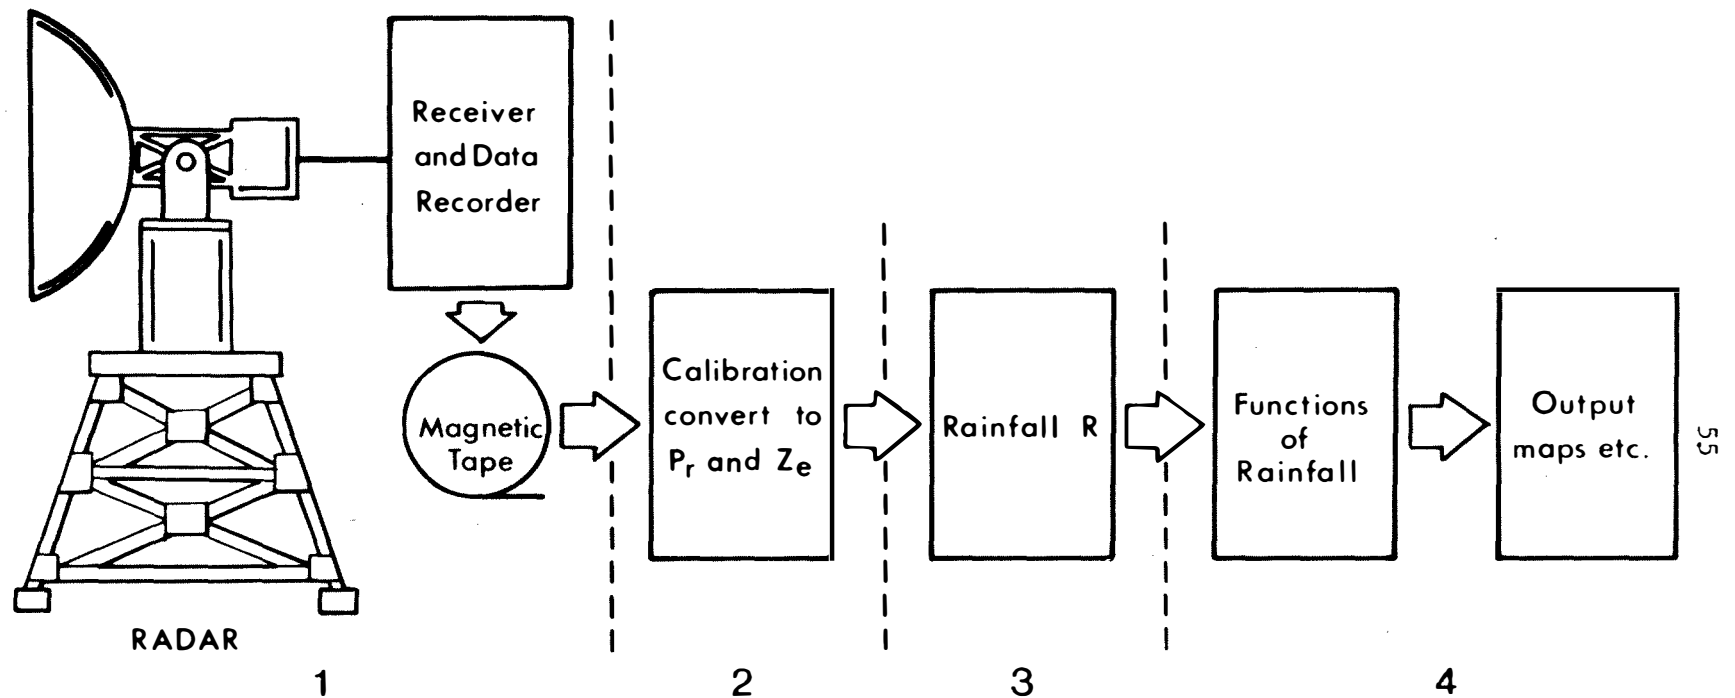 Receiver
and Data
Recorder
Magnetic
Tape
RADAR
1
Calibration
convert to
Pr and Ze
2
Rainfall R
3
Functions
of
Rainfall
Output
maps etc.
4
55